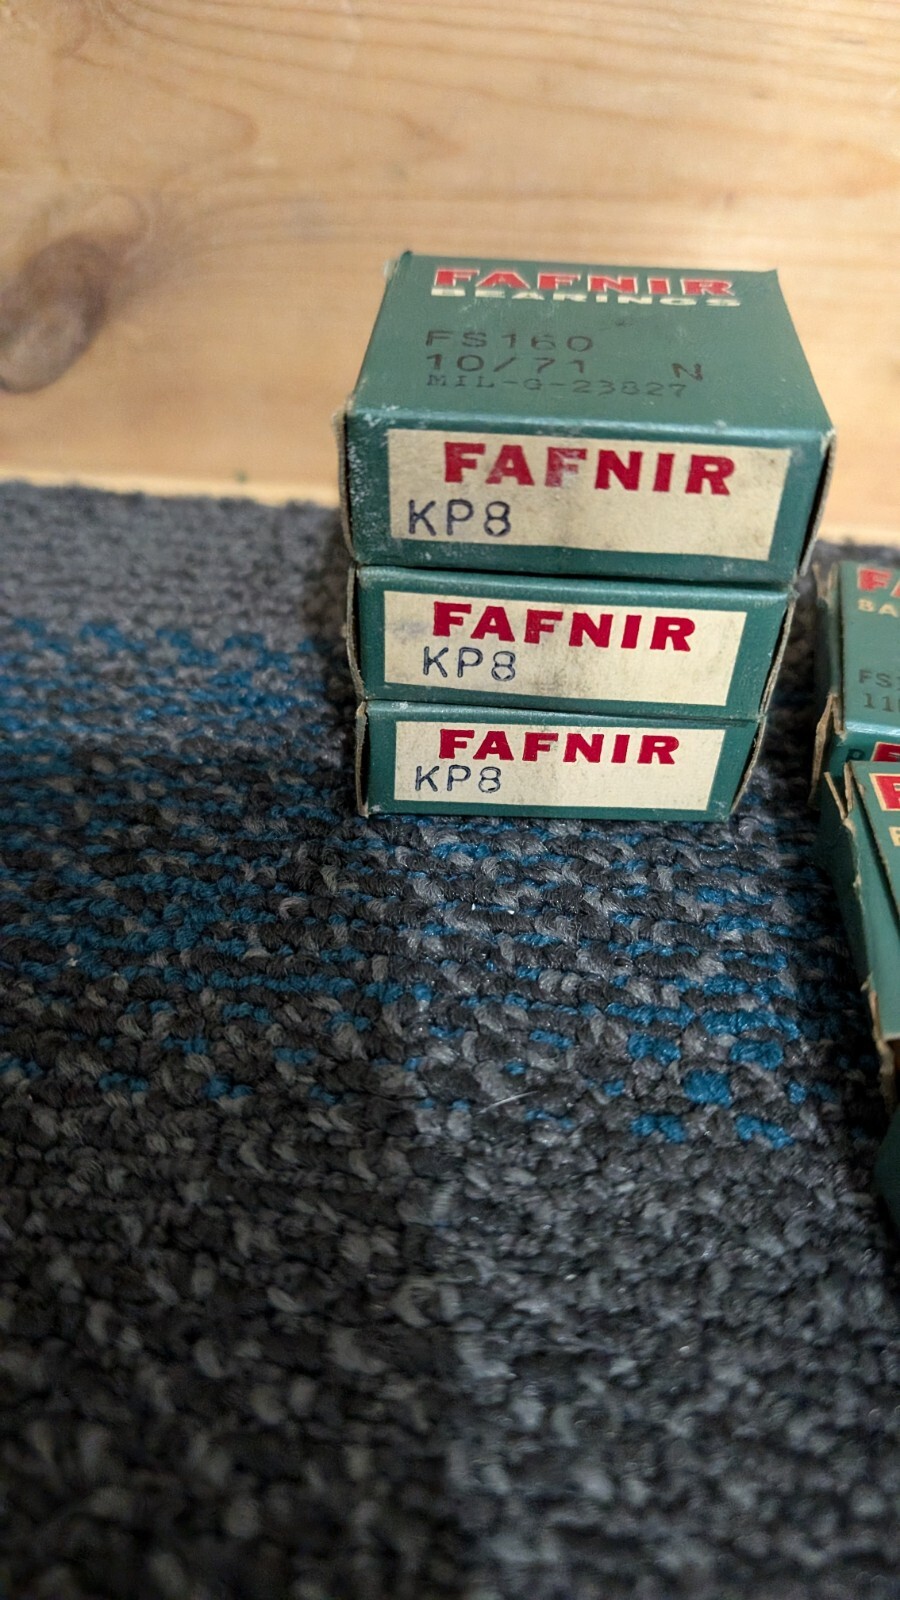 FAFNIR
BEARINGS
FS160
10/71 N
MIL-G-23827
FAFNIR
KP8
FAFNIR
KP8
FAFNIR
KP8